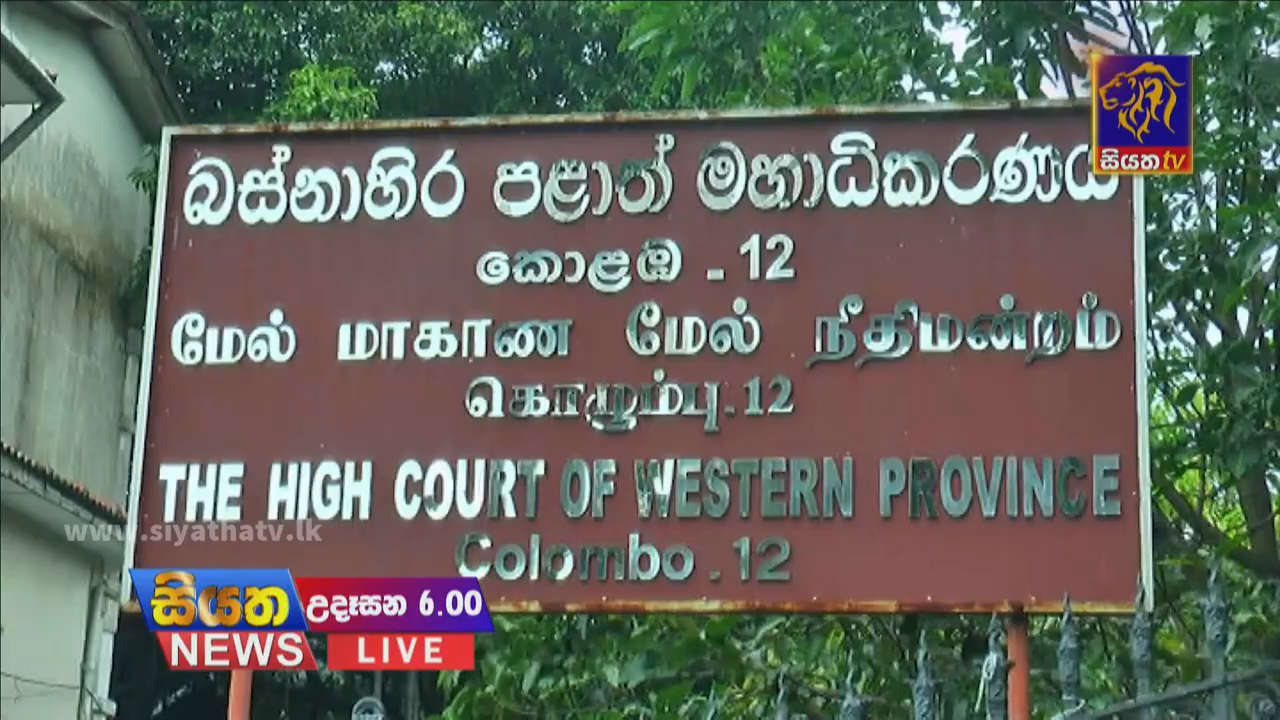 සියත tv
බස්නාහිර පළාත් මහාධිකරණය
කොළඹ - 12
மேல் மாகாண மேல் நீதிமன்றம்
கொழும்பு.12
THE HIGH COURT OF WESTERN PROVINCE
www.siyathatv.lk
Colombo . 12
සියත
උදෑසන 6.00
NEWS
LIVE